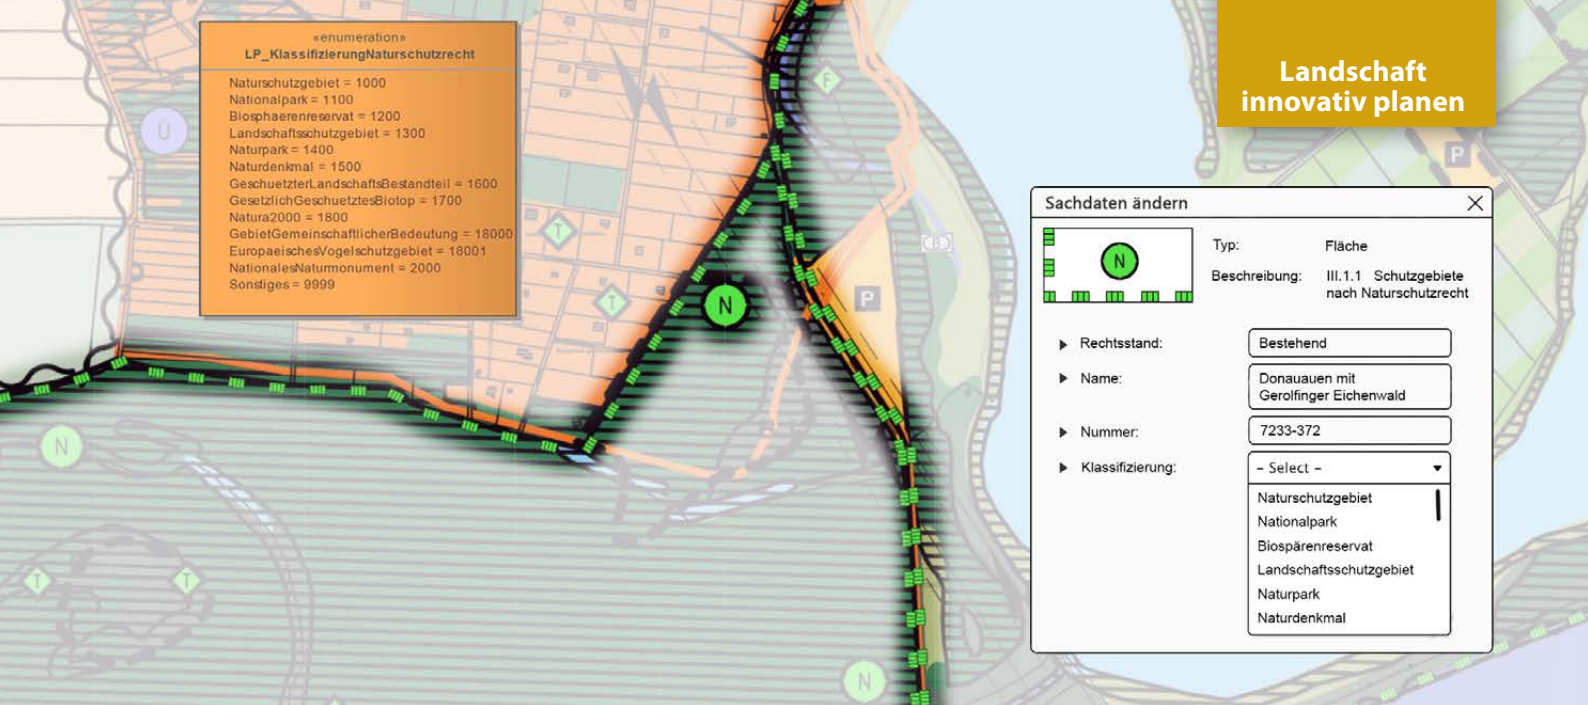 «enumeration»
LP_KlassifizierungNaturschutzrecht
Naturschutzgebiet = 1000
Nationalpark = 1100
Biosphaerenreservat = 1200
Landschaftsschutzgebiet = 1300
Naturpark = 1400
Naturdenkmal = 1500
GeschuetzterLandschaftsBestandteil = 1600
GesetzlichGeschuetztesBiotop = 1700
Natura2000 = 1800
GebietGemeinschaftlicherBedeutung = 18000
EuropaeischesVogelschutzgebiet = 18001
NationalesNaturmonument = 2000
Sonstiges = 9999
Landschaft
innovativ planen
Ü
F
T
T
N
P
P
N
T
T
N
Sachdaten ändern
N
Typ: Fläche
Beschreibung: III.1.1 Schutzgebiete
nach Naturschutzrecht
Rechtsstand: Bestehend
Name: Donauauen mit
Gerolfinger Eichenwald
Nummer: 7233-372
Klassifizierung: – Select –
Naturschutzgebiet
Nationalpark
Biospärenreservat
Landschaftsschutzgebiet
Naturpark
Naturdenkmal